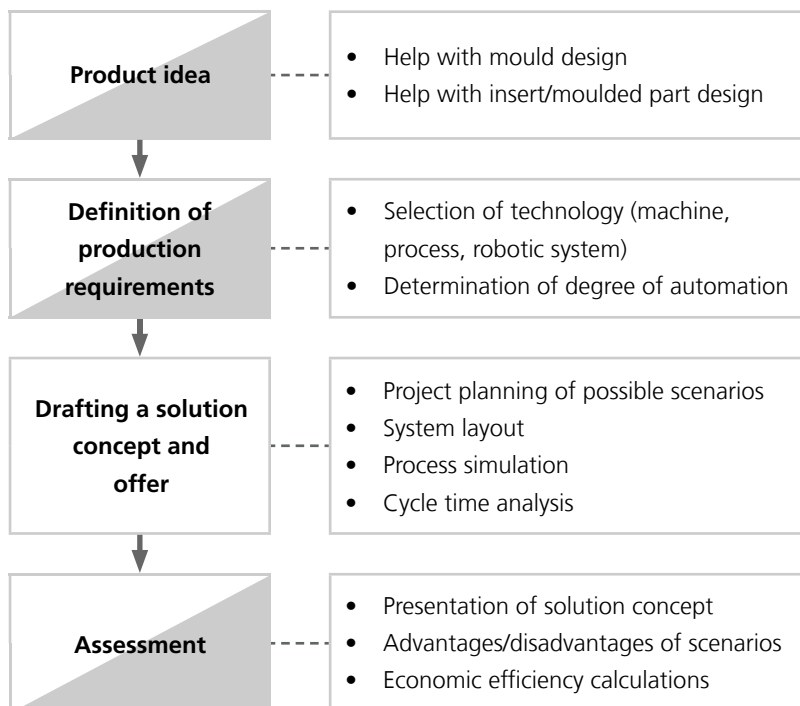 Product idea
• Help with mould design
• Help with insert/moulded part design
Definition of
production
requirements
• Selection of technology (machine,
process, robotic system)
• Determination of degree of automation
Drafting a solution
concept and
offer
• Project planning of possible scenarios
• System layout
• Process simulation
• Cycle time analysis
Assessment
• Presentation of solution concept
• Advantages/disadvantages of scenarios
• Economic efficiency calculations